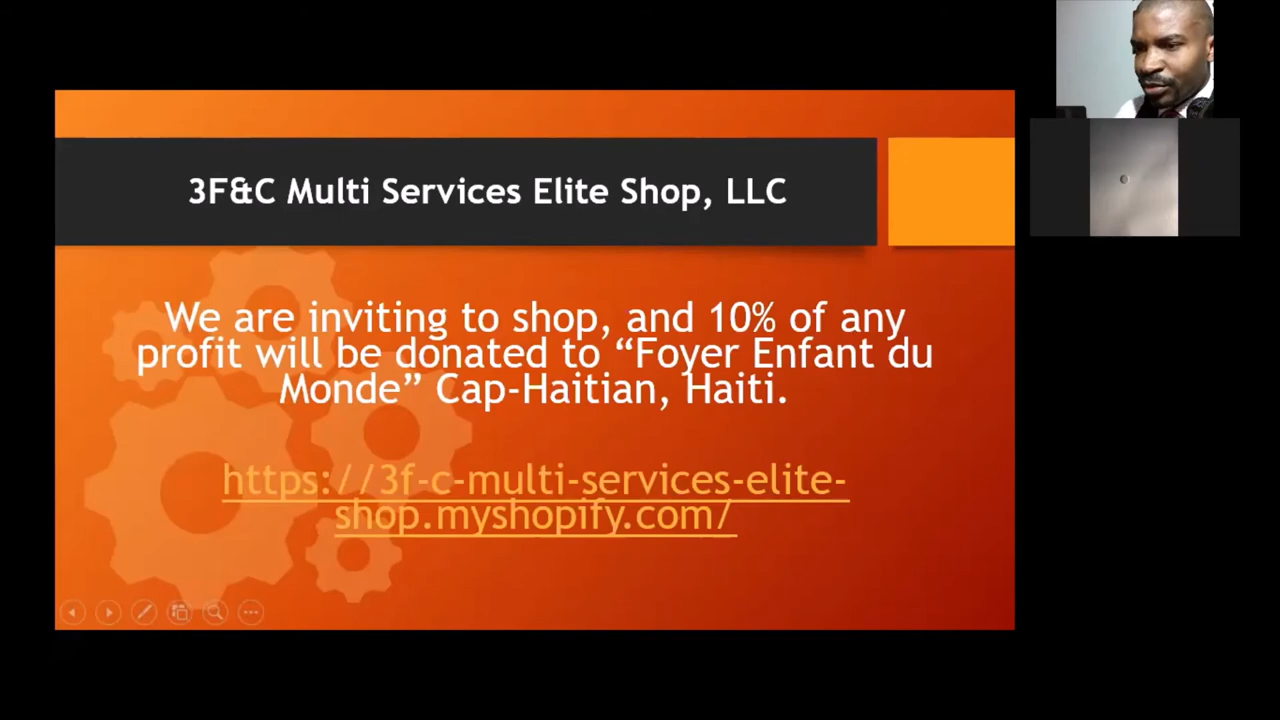 3F&C Multi Services Elite Shop, LLC
We are inviting to shop, and 10% of any
profit will be donated to “Foyer Enfant du
Monde” Cap-Haitian, Haiti.
https://3f-c-multi-services-elite-
shop.myshopify.com/